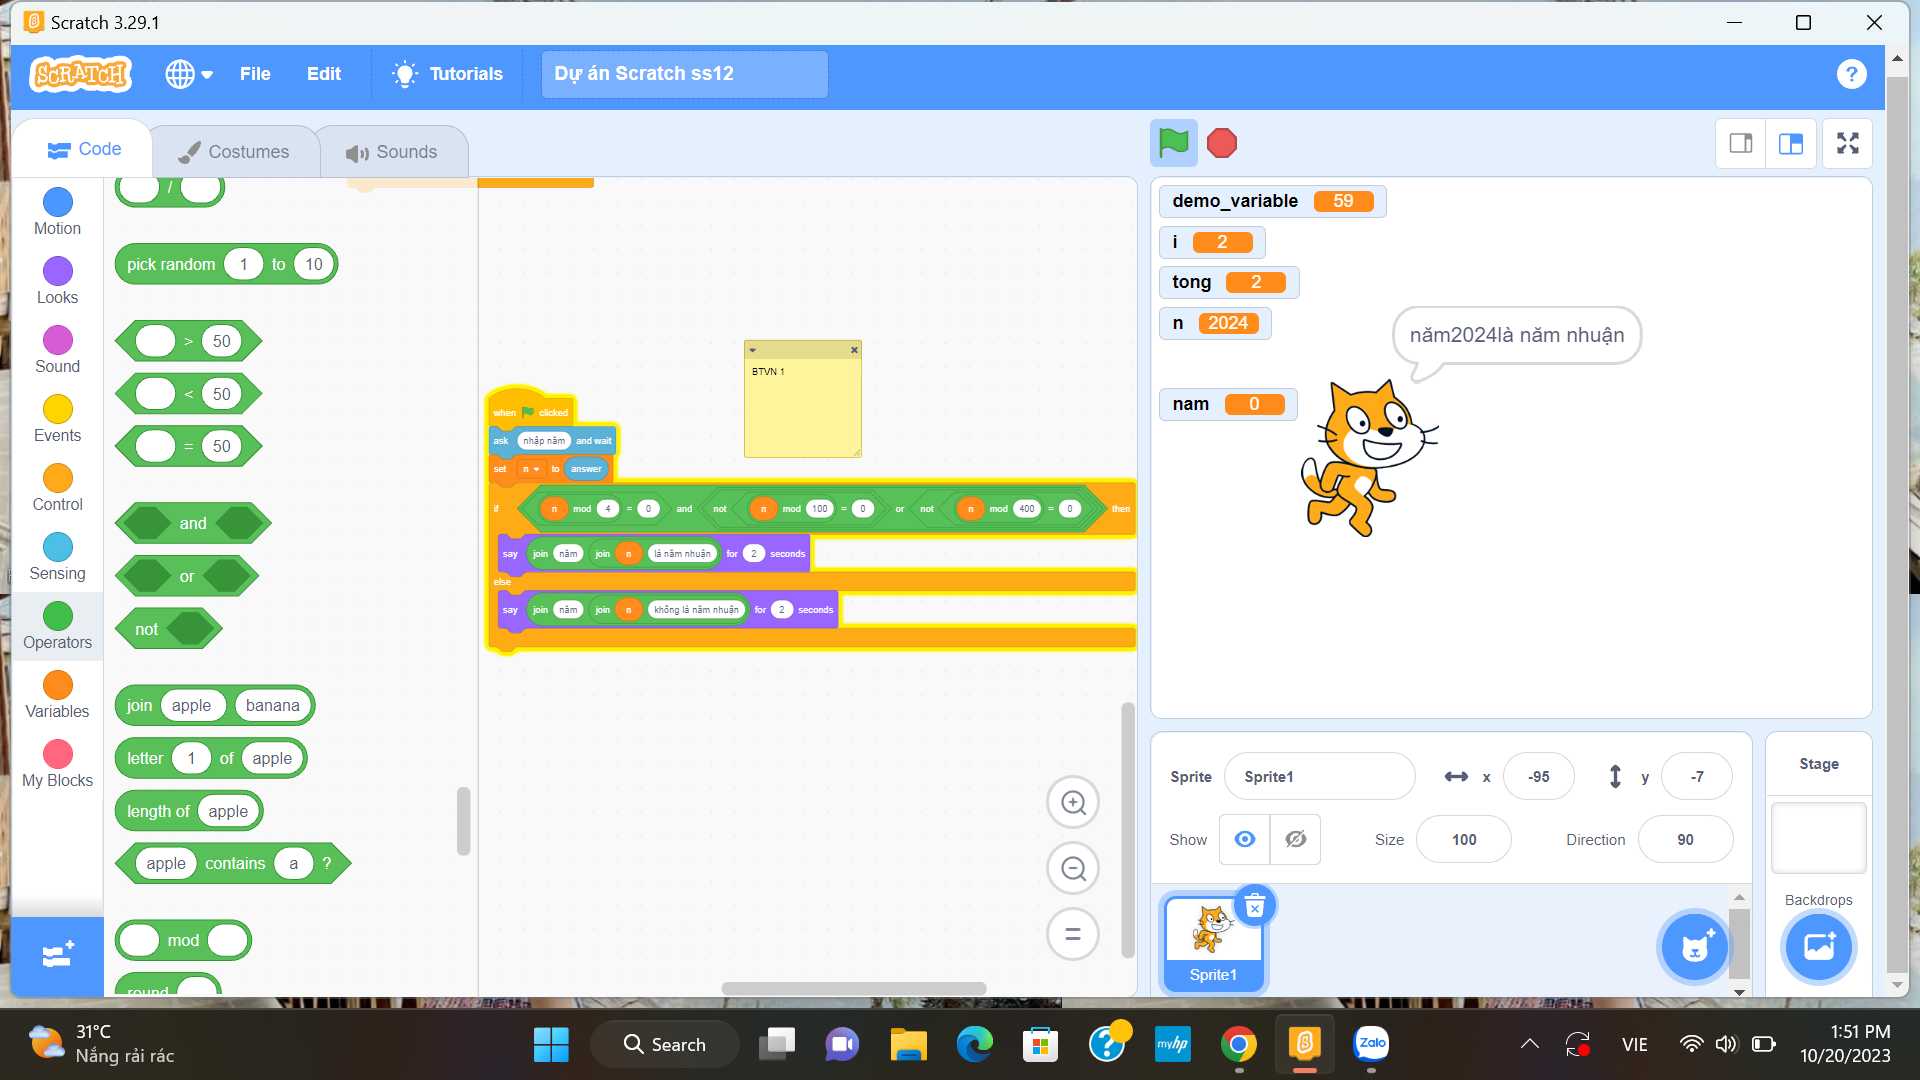 Scratch 3.29.1
SCRATCH
File
Edit
Tutorials
Dự án Scratch ss12
?
Code
Costumes
Sounds
Motion
Looks
Sound
Events
Control
Sensing
Operators
Variables
My Blocks
/
pick random 1 to 10
> 50
< 50
= 50
and
or
not
join apple banana
letter 1 of apple
length of apple
apple contains a ?
mod
round
BTVN 1
when clicked
ask nhập năm and wait
set n to answer
if n mod 4 = 0 and not n mod 100 = 0 or not n mod 400 = 0 then
say join năm join n là năm nhuận for 2 seconds
else
say join năm join n không là năm nhuận for 2 seconds
demo_variable 59
i 2
tong 2
n 2024
nam 0
năm2024là năm nhuận
Sprite Sprite1 x -95 y -7
Show Size 100 Direction 90
Sprite1
Stage
Backdrops
31°C
Nắng rải rác
Search
myhp
Zalo
VIE
1:51 PM
10/20/2023